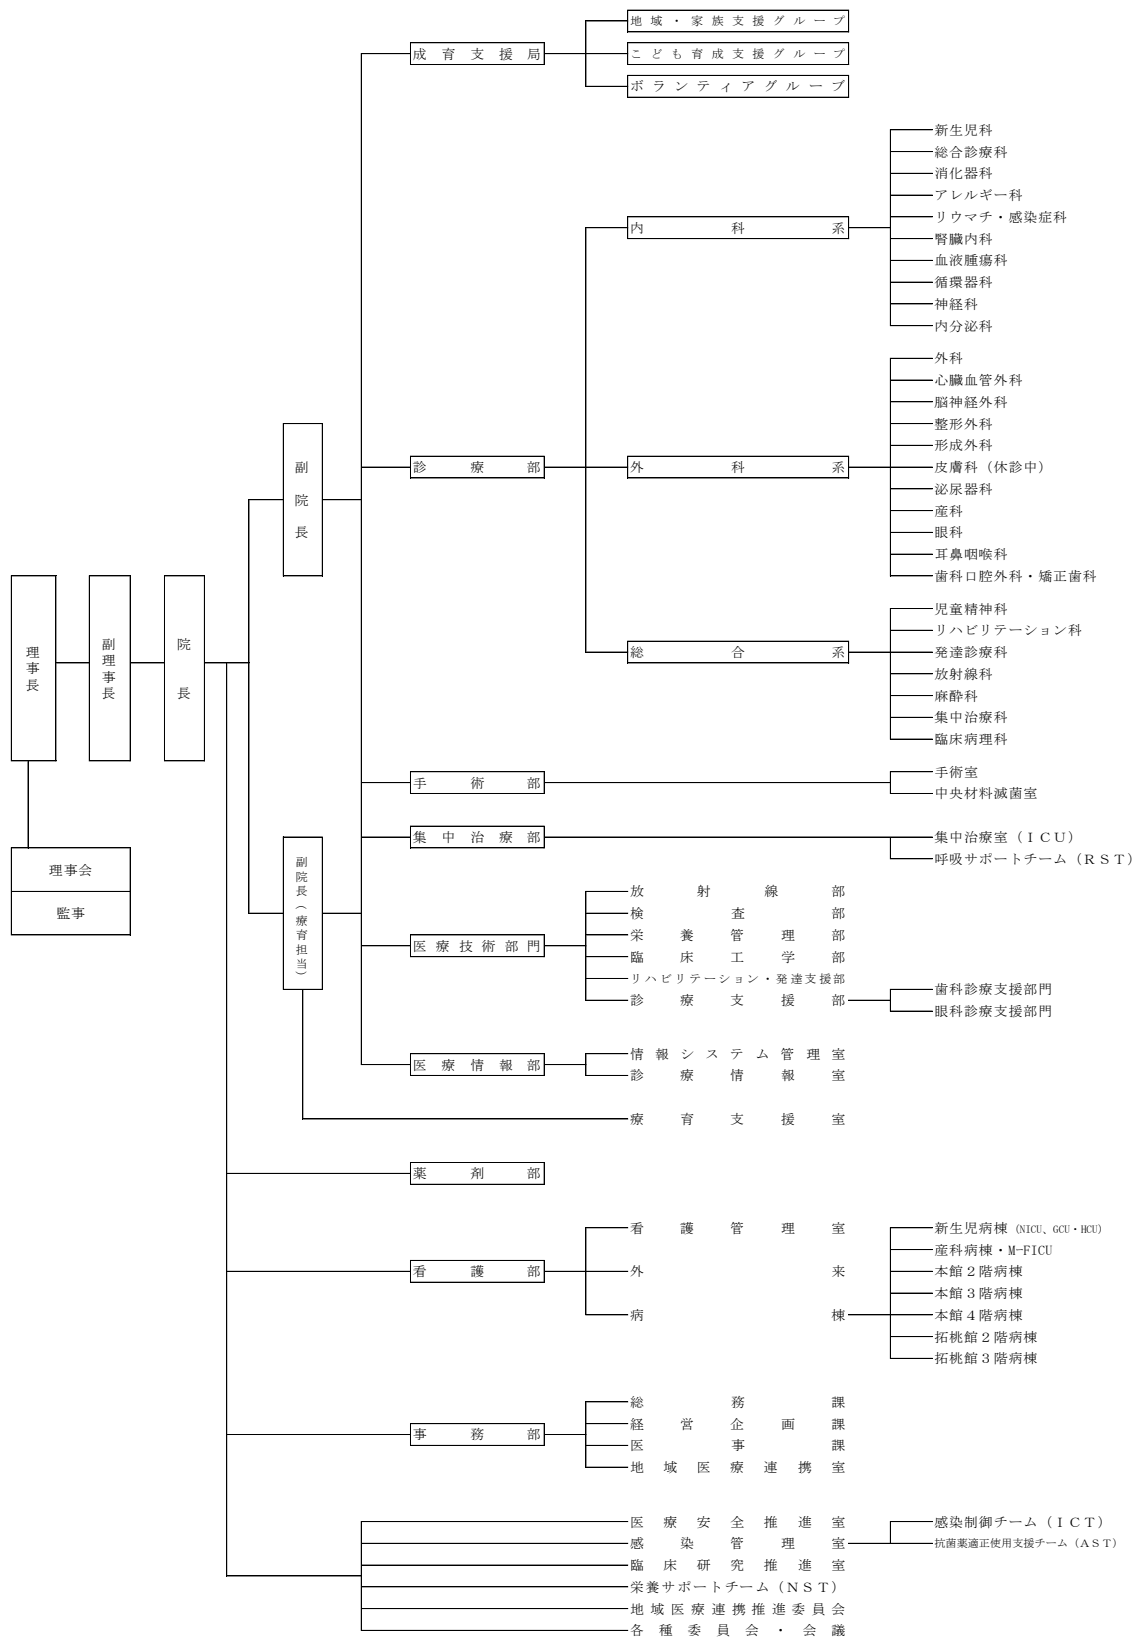 地域・家族支援グループ
成育支援局
こども育成支援グループ
ボランティアグループ
新生児科
総合診療科
消化器科
アレルギー科
内科系
リウマチ・感染症科
腎臓内科
血液腫瘍科
循環器科
神経科
内分泌科
外科
心臓血管外科
脳神経外科
整形外科
形成外科
副院長
診療部
外科系
皮膚科（休診中）
泌尿器科
産科
眼科
耳鼻咽喉科
歯科口腔外科・矯正歯科
児童精神科
リハビリテーション科
理事長
副理事長
院長
総合系
発達診療科
放射線科
麻酔科
集中治療科
臨床病理科
手術部
手術室
中央材料滅菌室
集中治療部
集中治療室（ＩＣＵ）
呼吸サポートチーム（ＲＳＴ）
理事会
監事
副院長（療育担当）
放射線部
検査部
栄養管理部
医療技術部門
臨床工学部
リハビリテーション・発達支援部
診療支援部
歯科診療支援部門
眼科診療支援部門
医療情報部
情報システム管理室
診療情報室
療育支援室
薬剤部
看護管理室
新生児病棟（NICU、GCU・HCU）
産科病棟・M-FICU
看護部
外来
本館２階病棟
本館３階病棟
病棟
本館４階病棟
拓桃館２階病棟
拓桃館３階病棟
総務課
経営企画課
事務部
医事課
地域医療連携室
医療安全推進室
感染管理室
感染制御チーム（ＩＣＴ）
抗菌薬適正使用支援チーム（ＡＳＴ）
臨床研究推進室
栄養サポートチーム（ＮＳＴ）
地域医療連携推進委員会
各種委員会・会議